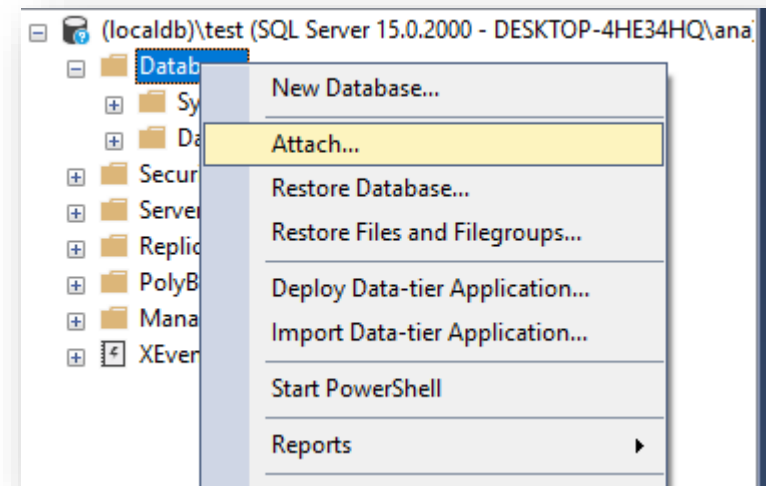 (localdb)\test (SQL Server 15.0.2000 - DESKTOP-4HE34HQ\ana
Datab
New Database...
Sy
Da
Attach...
Secur
Restore Database...
Server
Restore Files and Filegroups...
Replic
PolyB
Deploy Data-tier Application...
Mana
Import Data-tier Application...
XEven
Start PowerShell
Reports